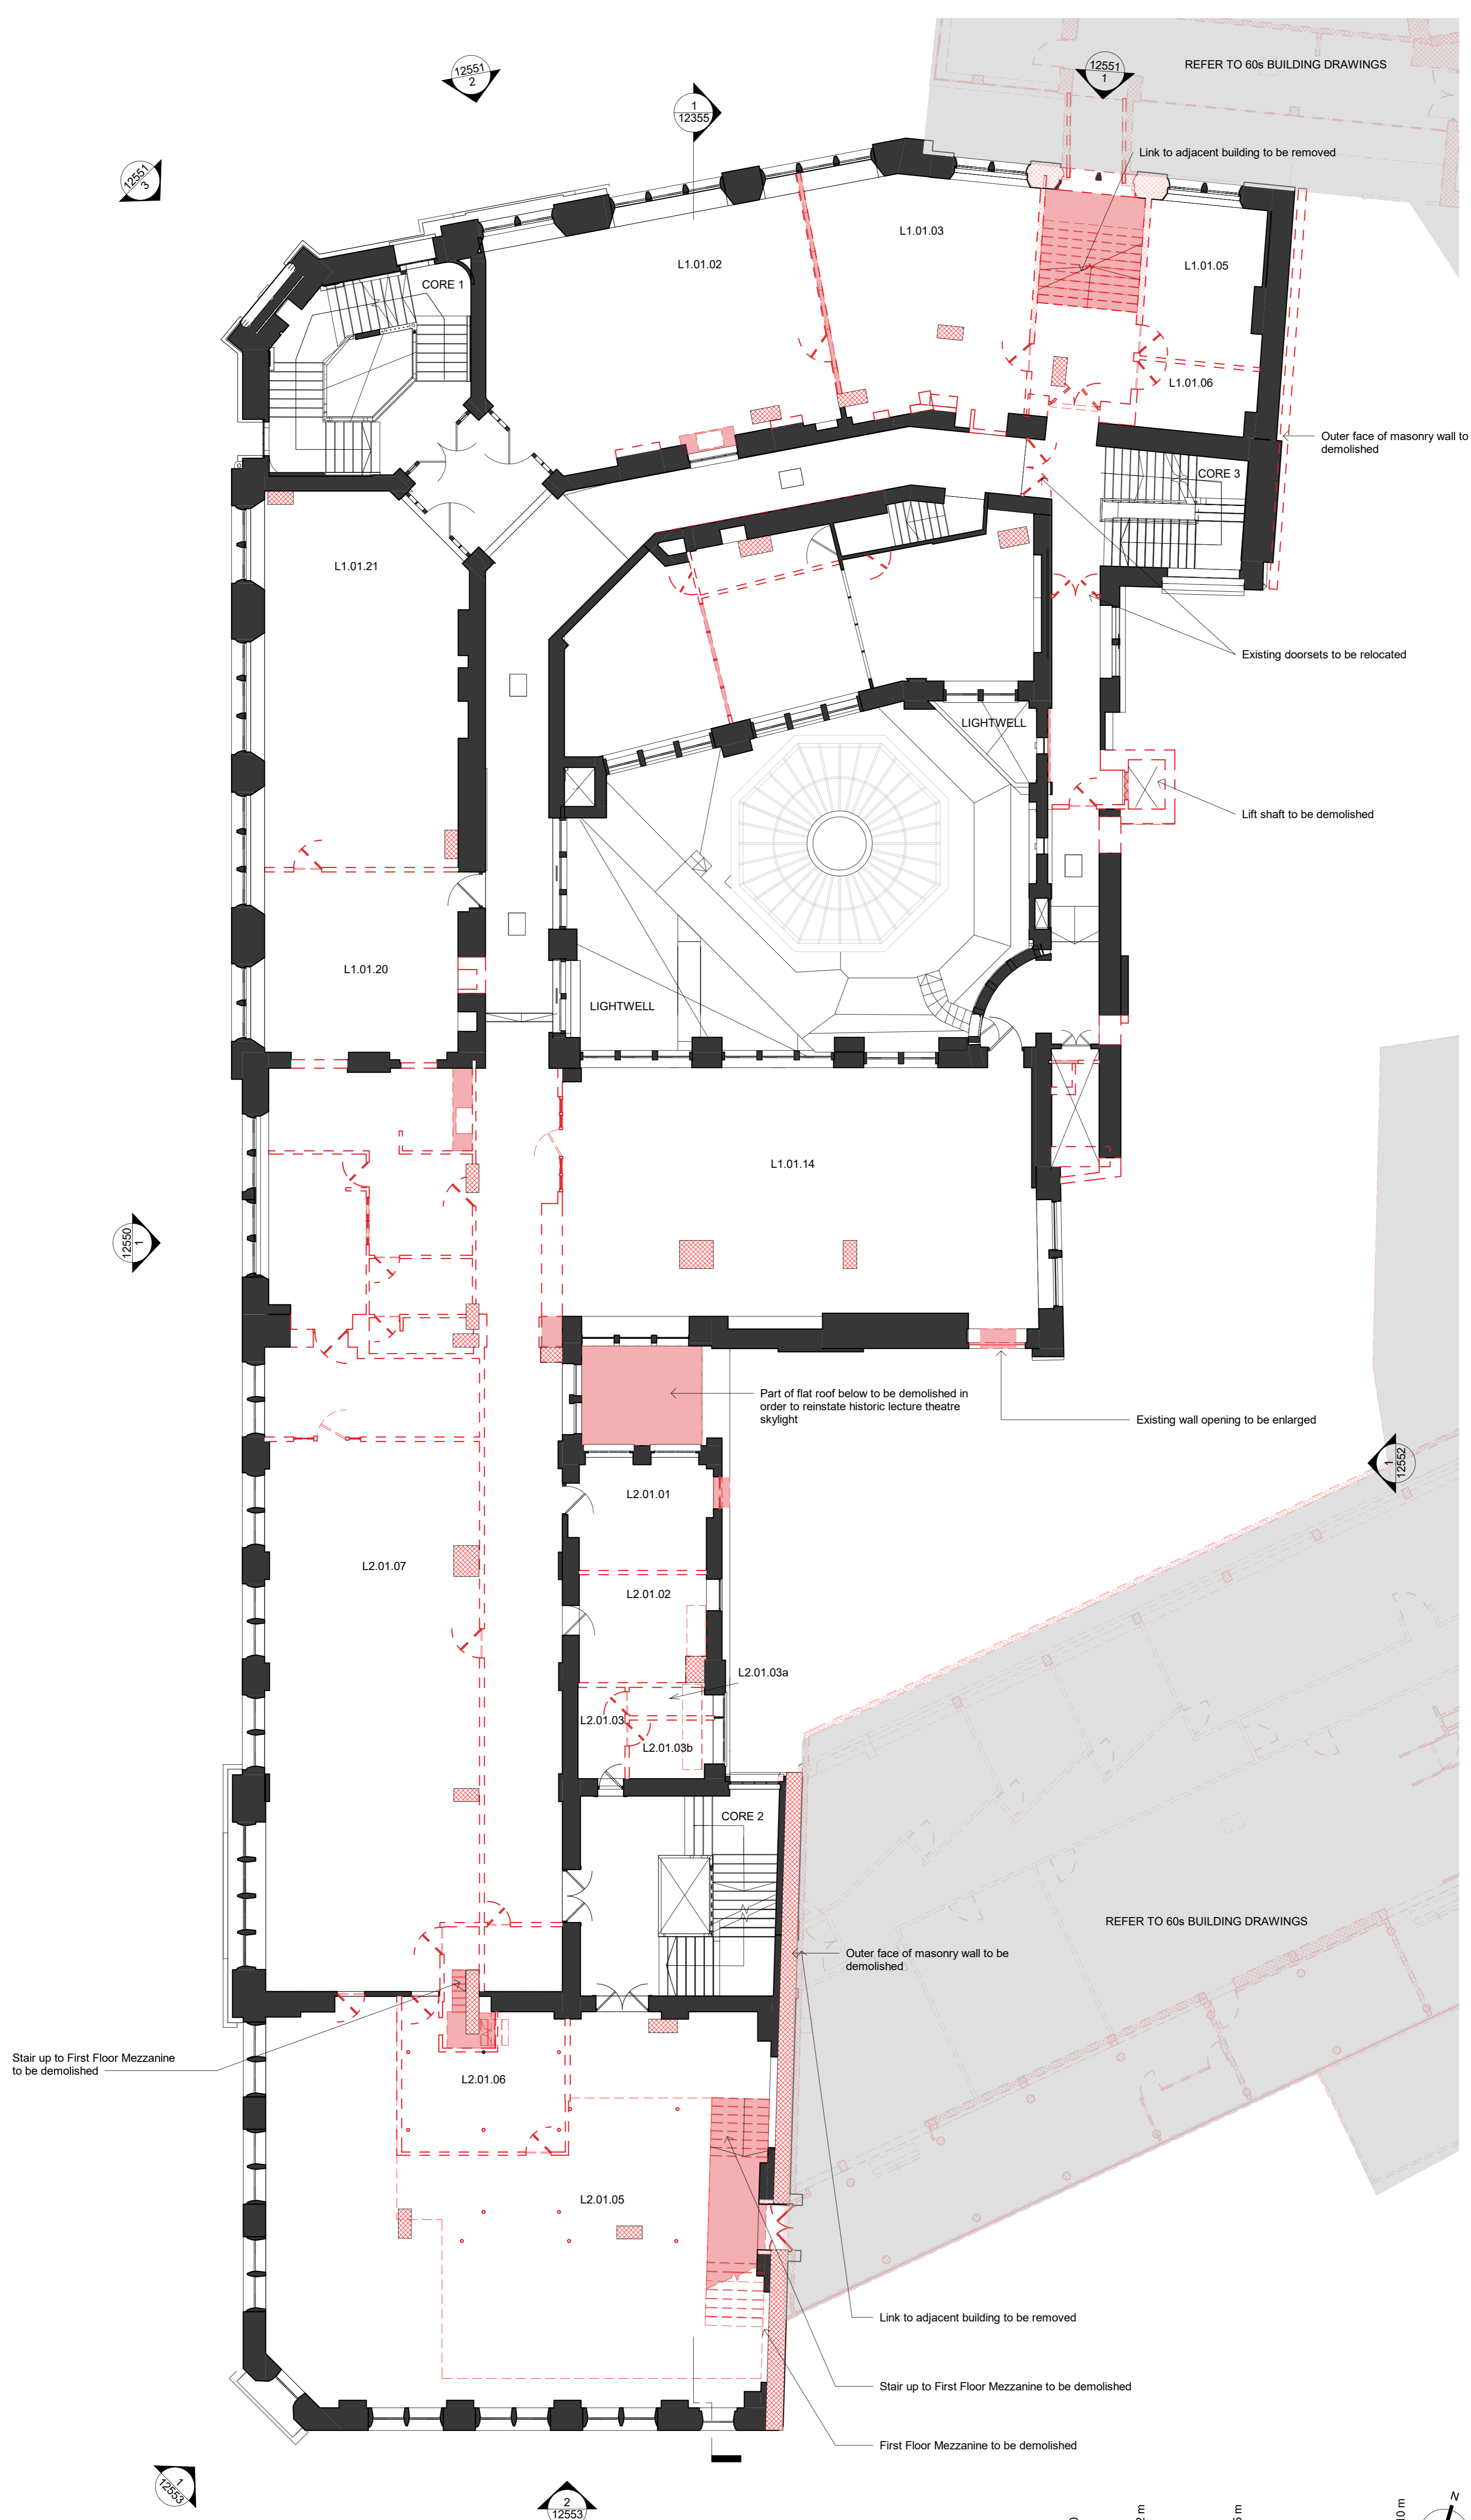 REFER TO 60s BUILDING DRAWINGS
12551
2
12551
1
1
12355
Link to adjacent building to be removed
12551
3
L1.01.03
L1.01.02
L1.01.05
CORE 1
L1.01.06
Outer face of masonry wall to
demolished
CORE 3
L1.01.21
Existing doorsets to be relocated
LIGHTWELL
Lift shaft to be demolished
L1.01.20
LIGHTWELL
L1.01.14
12550
1
Part of flat roof below to be demolished in
order to reinstate historic lecture theatre
skylight
Existing wall opening to be enlarged
1
12552
L2.01.01
L2.01.07
L2.01.02
L2.01.03a
L2.01.03
L2.01.03b
CORE 2
REFER TO 60s BUILDING DRAWINGS
Outer face of masonry wall to be
demolished
Stair up to First Floor Mezzanine
to be demolished
L2.01.06
L2.01.05
Link to adjacent building to be removed
Stair up to First Floor Mezzanine to be demolished
First Floor Mezzanine to be demolished
1
12553
2
12553
0
2 m
5 m
10 m
N